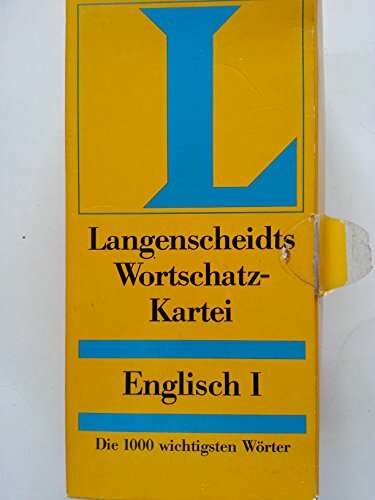 L
Langenscheidts
Wortschatz-
Kartei
Englisch I
Die 1000 wichtigsten Wörter